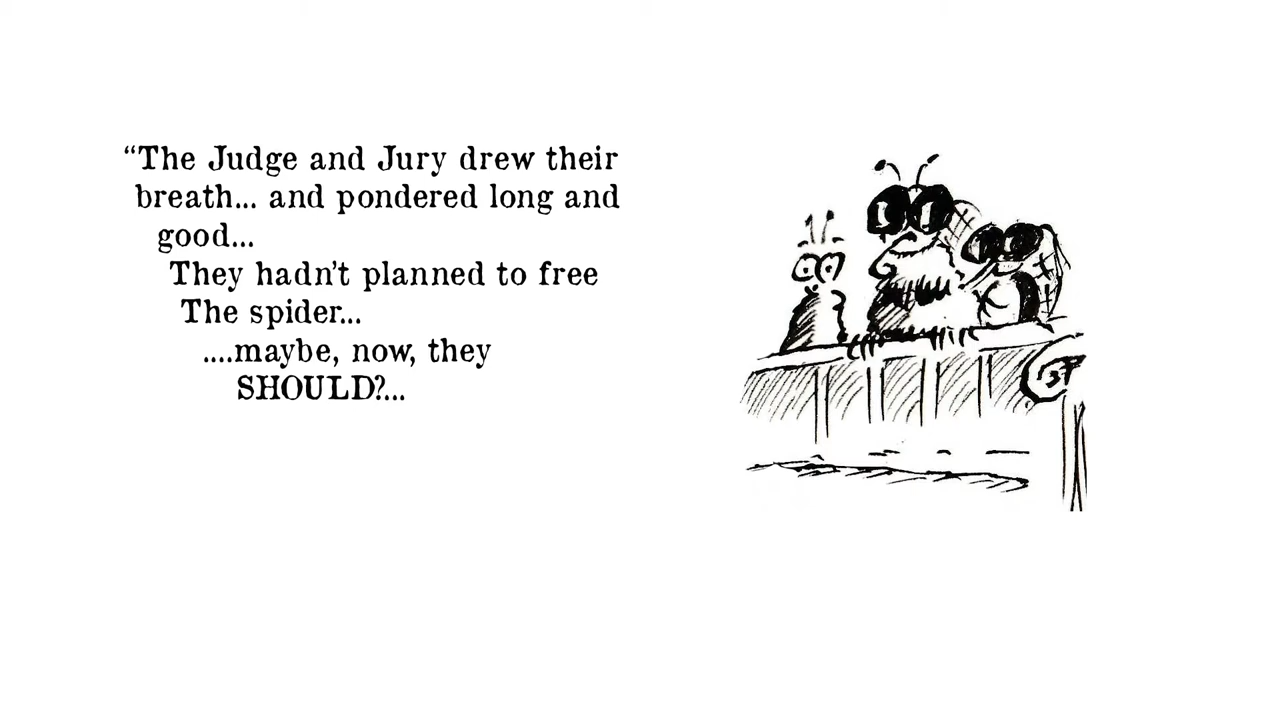 “The Judge and Jury drew their
breath... and pondered long and
good...
They hadn't planned to free
The spider...
....maybe, now, they
SHOULD?...